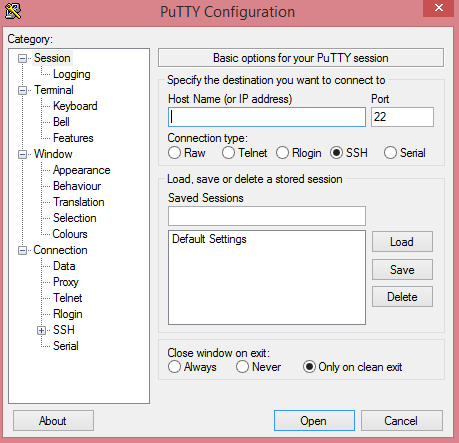 PuTTY Configuration
Category:
Session
Logging
Terminal
Keyboard
Bell
Features
Window
Appearance
Behaviour
Translation
Selection
Colours
Connection
Data
Proxy
Telnet
Rlogin
SSH
Serial
Basic options for your PuTTY session
Specify the destination you want to connect to
Host Name (or IP address) Port
22
Connection type:
Raw Telnet Rlogin SSH Serial
Load, save or delete a stored session
Saved Sessions
Default Settings
Load
Save
Delete
Close window on exit:
Always Never Only on clean exit
About Open Cancel